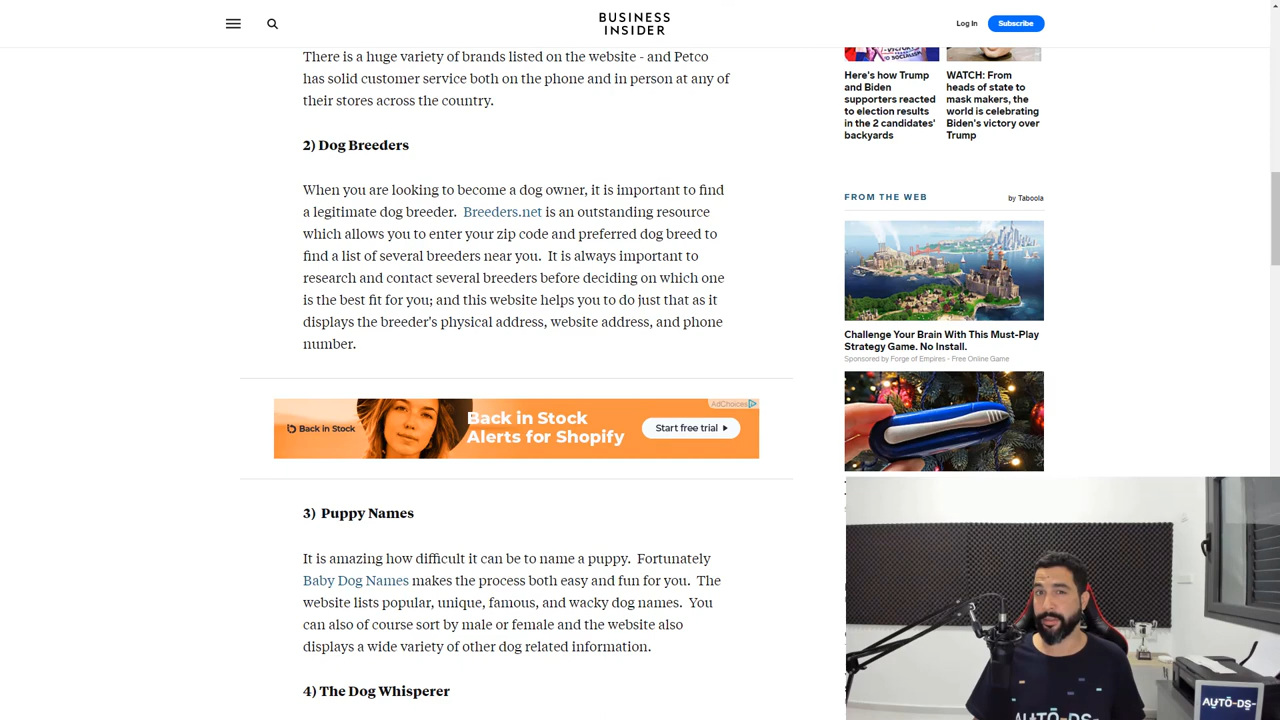 BUSINESS
INSIDER
Log In
Subscribe
There is a huge variety of brands listed on the website - and Petco
has solid customer service both on the phone and in person at any of
their stores across the country.
2) Dog Breeders
When you are looking to become a dog owner, it is important to find
a legitimate dog breeder.  Breeders.net is an outstanding resource
which allows you to enter your zip code and preferred dog breed to
find a list of several breeders near you.  It is always important to
research and contact several breeders before deciding on which one
is the best fit for you; and this website helps you to do just that as it
displays the breeder's physical address, website address, and phone
number.
AdChoices
Back in Stock
Back in Stock
Alerts for Shopify
Start free trial
3)  Puppy Names
It is amazing how difficult it can be to name a puppy.  Fortunately
Baby Dog Names makes the process both easy and fun for you.  The
website lists popular, unique, famous, and wacky dog names.  You
can also of course sort by male or female and the website also
displays a wide variety of other dog related information.
4) The Dog Whisperer
Here's how Trump
and Biden
supporters reacted
to election results
in the 2 candidates'
backyards
WATCH: From
heads of state to
mask makers, the
world is celebrating
Biden's victory over
Trump
FROM THE WEB
by Taboola
Challenge Your Brain With This Must-Play
Strategy Game. No Install.
Sponsored by Forge of Empires - Free Online Game
AUTO-DS-
AUTO-DS-